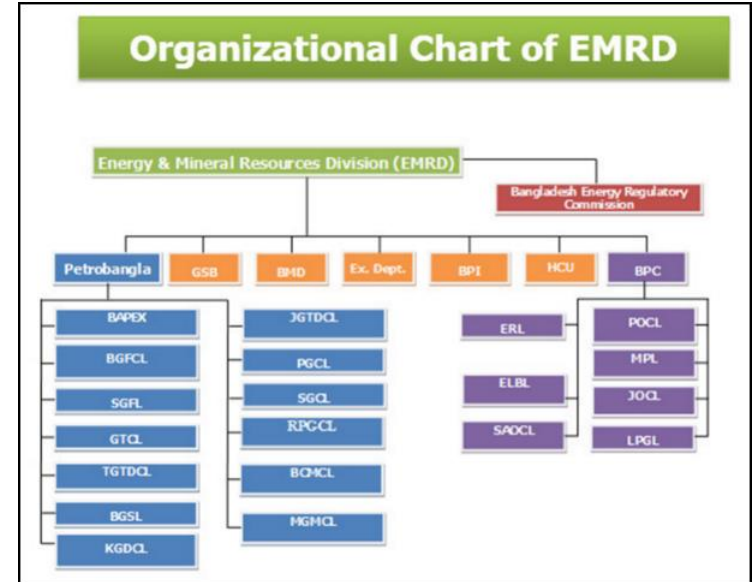 Organizational Chart of EMRD
Energy & Mineral Resources Division (EMRD)
Bangladesh Energy Regulatory
Commission
Petrobangla
GSB
BMD
Ex. Dept.
BPI
HCU
BPC
BAPEX
BGFCL
SGFL
GTCL
TGTDCL
BGSL
KGDCL
JGTDCL
PGCL
SGCL
RPGCL
BCMCL
MGMCL
ERL
ELBL
SAOCL
POCL
MPL
JOCL
LPGL